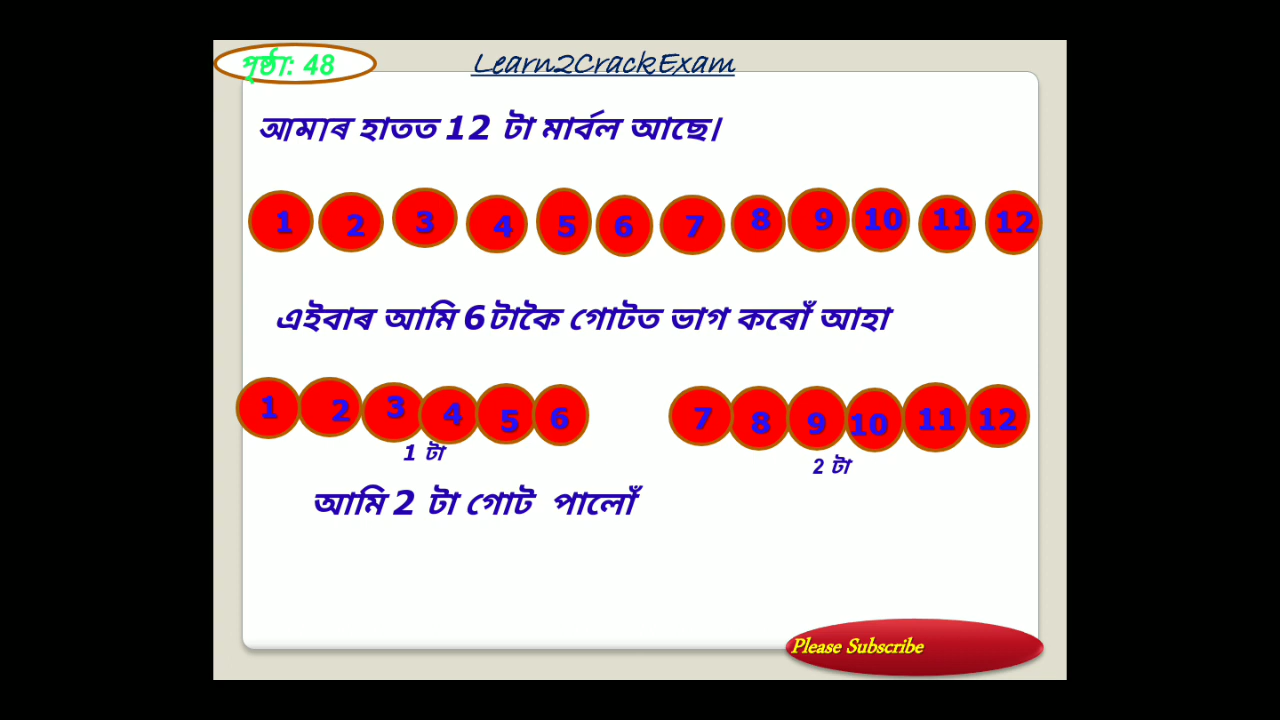 পৃষ্ঠা: 48
Learn2CrackExam
আমাৰ হাতত 12 টা মাৰ্বল আছে।
1 2 3 4 5 6 7 8 9 10 11 12
এইবাৰ আমি 6টাকৈ গোটত ভাগ কৰোঁ আহা
1 2 3 4 5 6 7 8 9 10 11 12
1 টা 2 টা
আমি 2 টা গোট পালোঁ
Please Subscribe